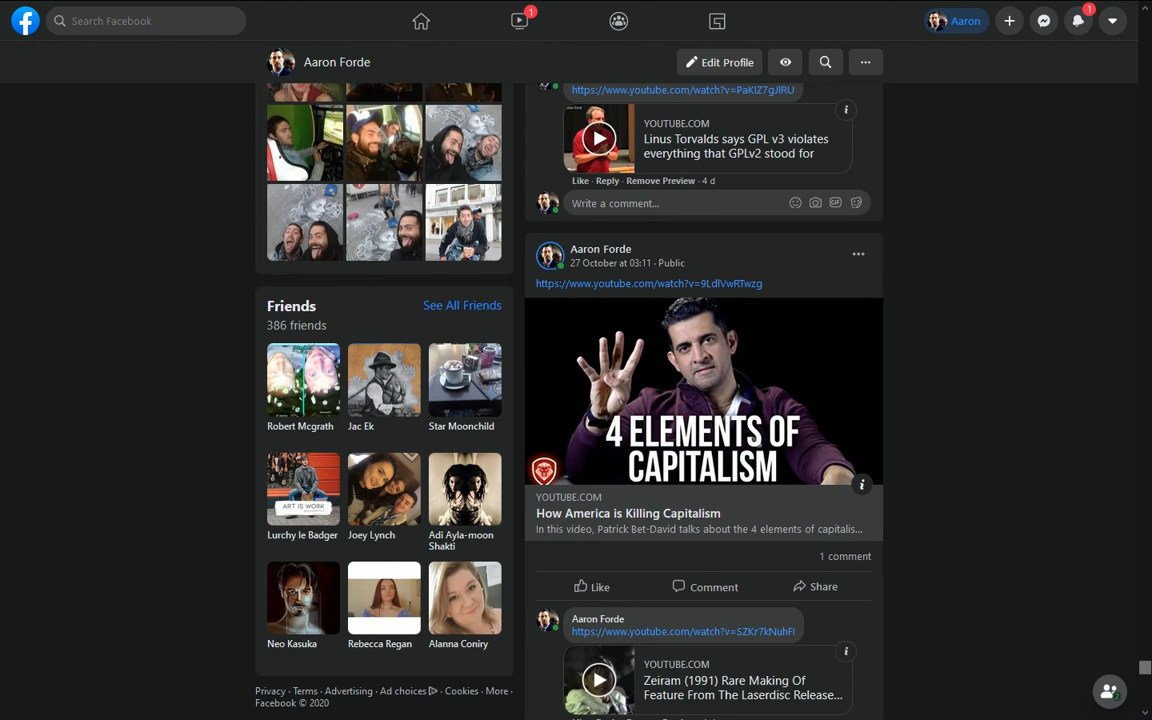 Search Facebook
1
Aaron
1
Aaron Forde
Edit Profile
Friends
See All Friends
386 friends
Robert Mcgrath
Jac Ek
Star Moonchild
ART IS WORK
Lurchy le Badger
Joey Lynch
Adi Ayla-moon
Shakti
Neo Kasuka
Rebecca Regan
Alanna Coniry
Privacy · Terms · Advertising · Ad choices · Cookies · More ·
Facebook © 2020
https://www.youtube.com/watch?v=PaKIZ7gJlRU
YOUTUBE.COM
Linus Torvalds says GPL v3 violates
everything that GPLv2 stood for
Like · Reply · Remove Preview · 4 d
Write a comment...
GIF
Aaron Forde
27 October at 03:11 · Public
https://www.youtube.com/watch?v=9LdlVwRTwzg
4 ELEMENTS OF
CAPITALISM
YOUTUBE.COM
How America is Killing Capitalism
In this video, Patrick Bet-David talks about the 4 elements of capitalis...
1 comment
Like
Comment
Share
Aaron Forde
https://www.youtube.com/watch?v=SZKr7kNuhFI
YOUTUBE.COM
Zeiram (1991) Rare Making Of
Feature From The Laserdisc Release...